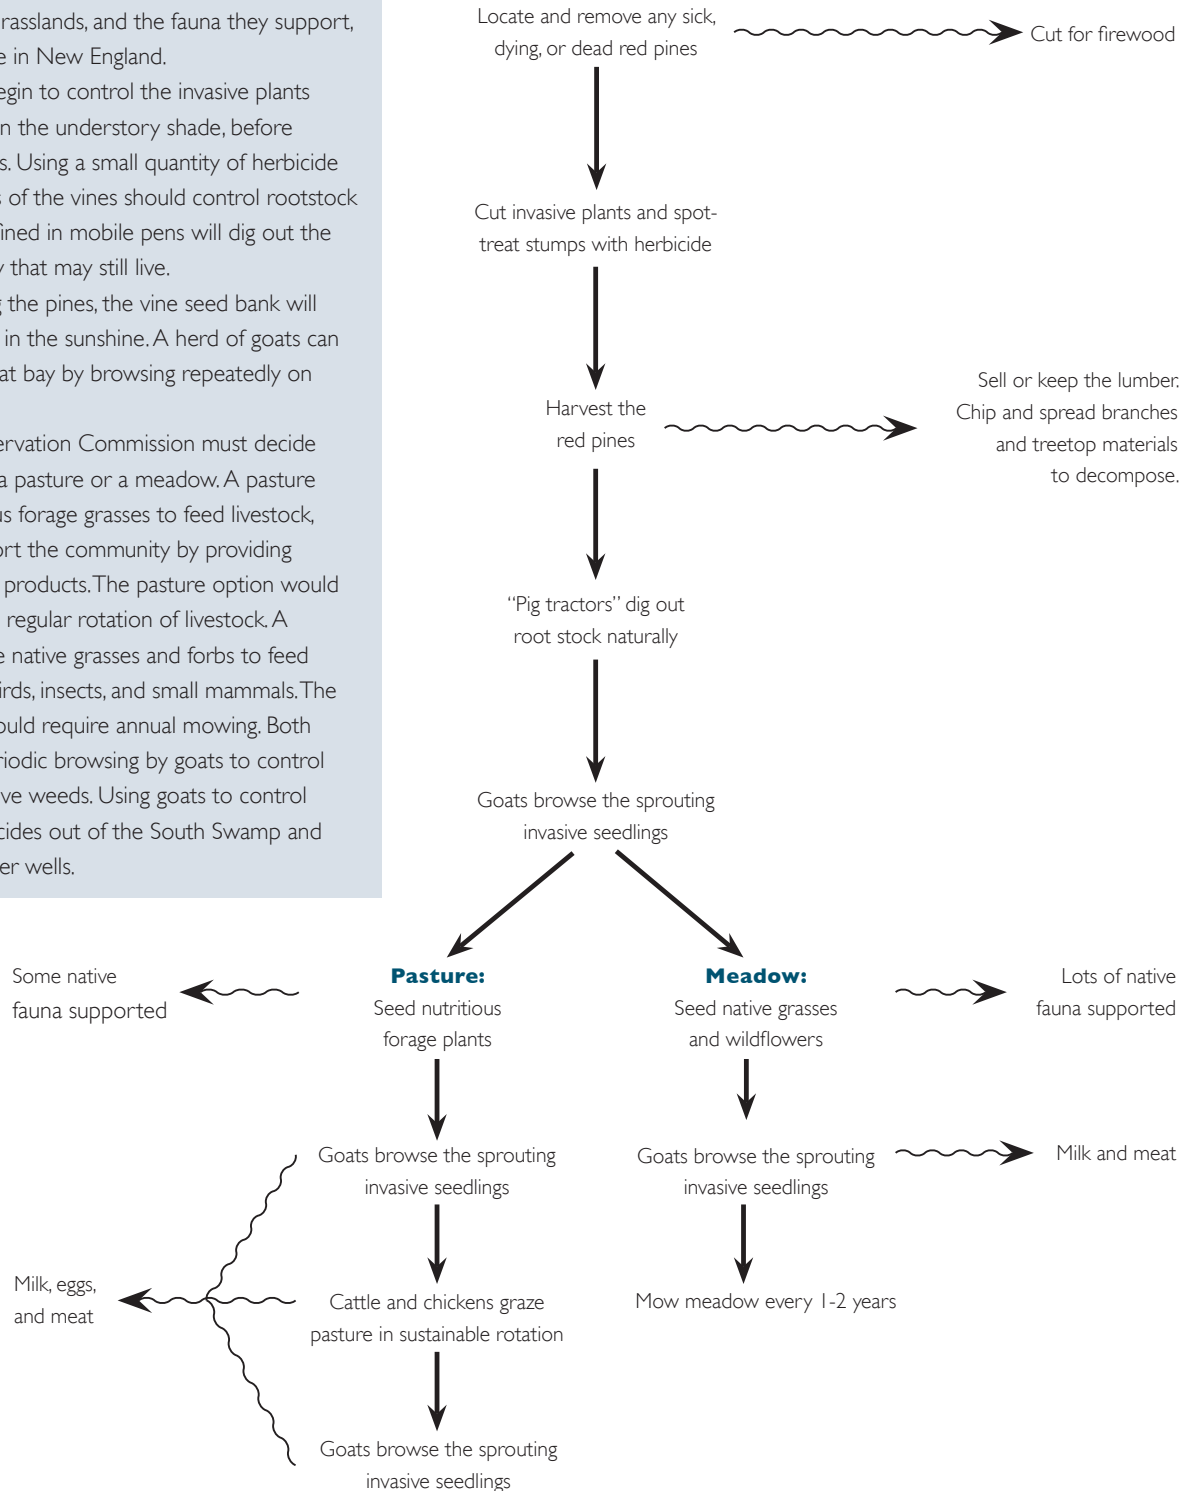 rasslands, and the fauna they support,
e in New England.
egin to control the invasive plants
n the understory shade, before
s. Using a small quantity of herbicide
s of the vines should control rootstock
fined in mobile pens will dig out the
y that may still live.
g the pines, the vine seed bank will
in the sunshine. A herd of goats can
at bay by browsing repeatedly on
ervation Commission must decide
a pasture or a meadow. A pasture
us forage grasses to feed livestock,
ort the community by providing
products. The pasture option would
regular rotation of livestock. A
e native grasses and forbs to feed
irds, insects, and small mammals. The
ould require annual mowing. Both
riodic browsing by goats to control
ve weeds. Using goats to control
cides out of the South Swamp and
er wells.
Locate and remove any sick,
dying, or dead red pines
Cut for firewood
Cut invasive plants and spot-
treat stumps with herbicide
Harvest the
red pines
Sell or keep the lumber.
Chip and spread branches
and treetop materials
to decompose.
“Pig tractors” dig out
root stock naturally
Goats browse the sprouting
invasive seedlings
Some native
fauna supported
Pasture:
Seed nutritious
forage plants
Meadow:
Seed native grasses
and wildflowers
Lots of native
fauna supported
Goats browse the sprouting
invasive seedlings
Goats browse the sprouting
invasive seedlings
Milk and meat
Milk, eggs,
and meat
Cattle and chickens graze
pasture in sustainable rotation
Mow meadow every 1-2 years
Goats browse the sprouting
invasive seedlings